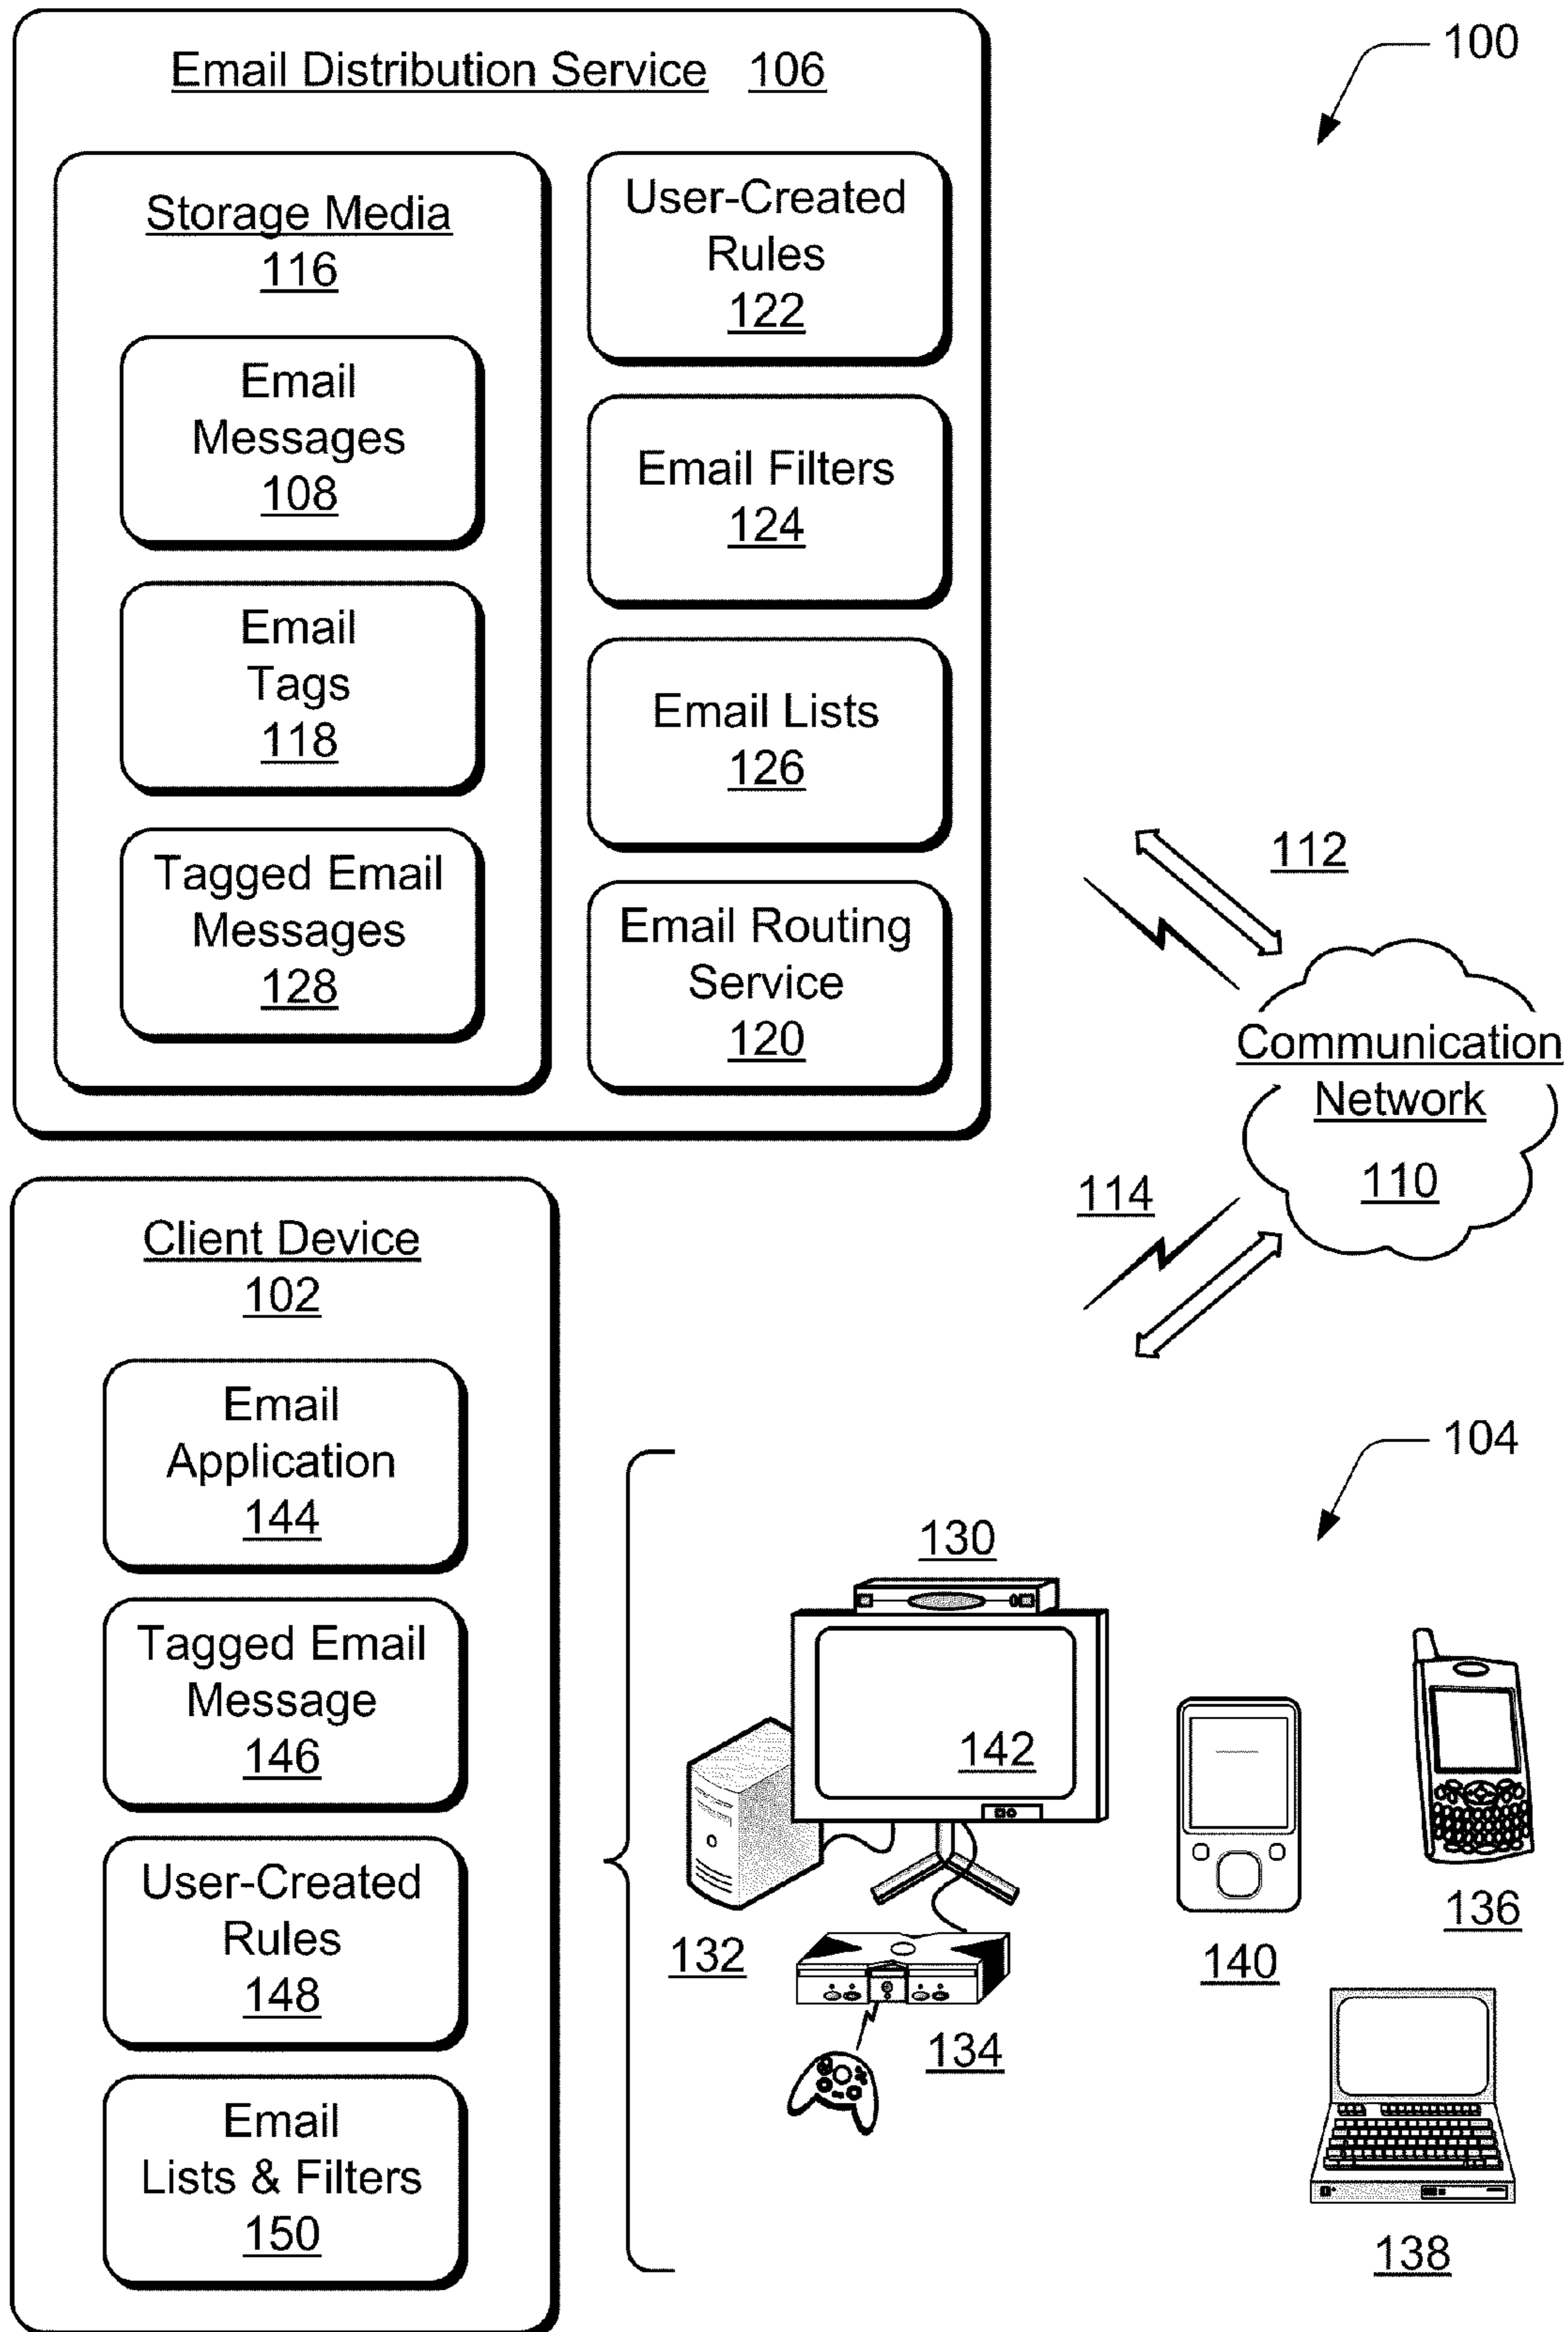 Email Distribution Service 106
100
Storage Media
116
Email
Messages
108
Email
Tags
118
Tagged Email
Messages
128
User-Created
Rules
122
Email Filters
124
Email Lists
126
Email Routing
Service
120
112
Communication
Network
110
114
Client Device
102
Email
Application
144
Tagged Email
Message
146
User-Created
Rules
148
Email
Lists & Filters
150
104
130
142
132
134
140
136
138